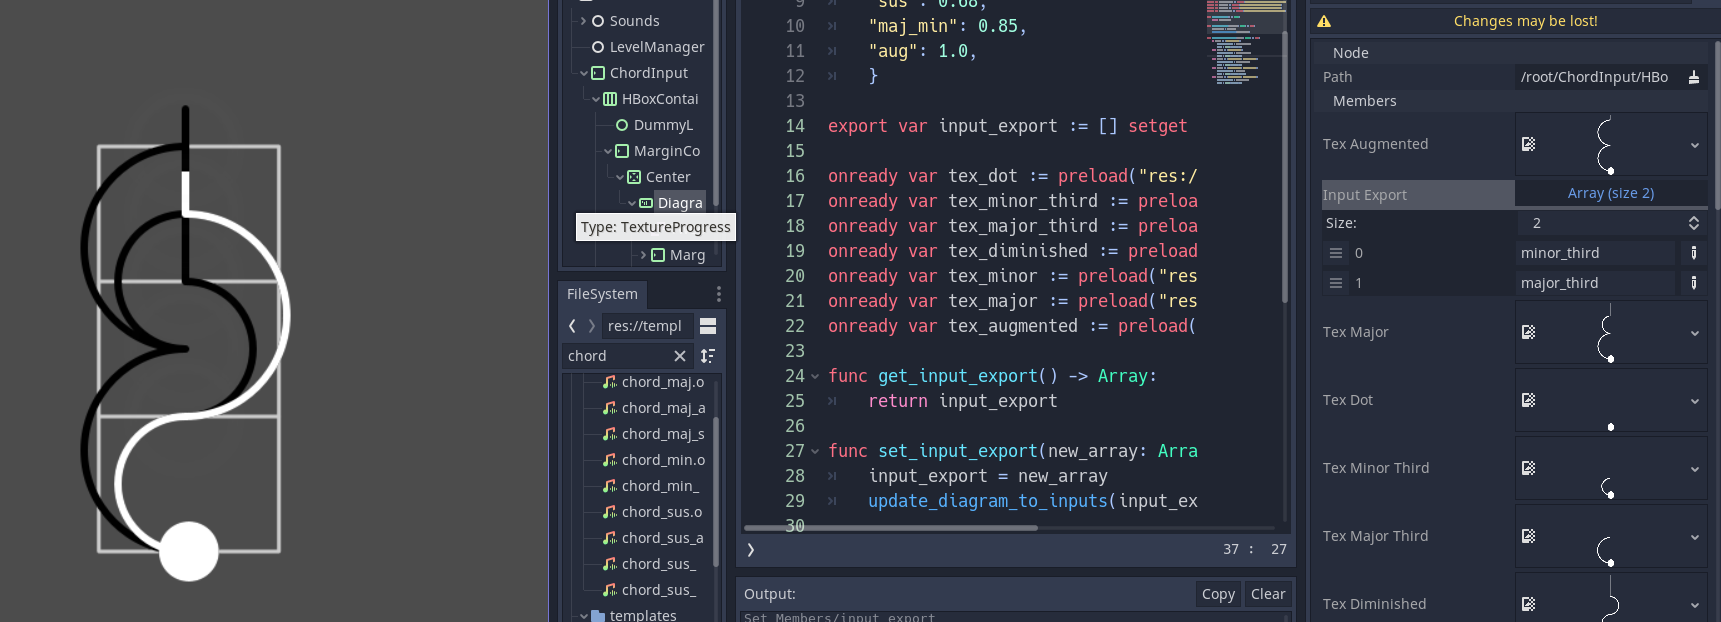 Sounds
LevelManager
ChordInput
HBoxContai
DummyL
MarginCo
Center
Diagra
Type: TextureProgress
Marg
FileSystem
res://templ
chord
chord_maj.o
chord_maj_a
chord_maj_s
chord_min.o
chord_min_
chord_sus.o
chord_sus_a
chord_sus_
chord_sus_
templates
9 "sus": 0.68,
10 "maj_min": 0.85,
11 "aug": 1.0,
12 }
13
14 export var input_export := [] setget
15
16 onready var tex_dot := preload("res:/
17 onready var tex_minor_third := preloa
18 onready var tex_major_third := preloa
19 onready var tex_diminished := preload
20 onready var tex_minor := preload("res
21 onready var tex_major := preload("res
22 onready var tex_augmented := preload(
23
24 func get_input_export() -> Array:
25 return input_export
26
27 func set_input_export(new_array: Arra
28 input_export = new_array
29 update_diagram_to_inputs(input_ex
30
37 : 27
Output:
Copy
Clear
Set Members/input_export
Changes may be lost!
Node
Path /root/ChordInput/HBo
Members
Tex Augmented
Input Export Array (size 2)
Size: 2
0 minor_third
1 major_third
Tex Major
Tex Dot
Tex Minor Third
Tex Major Third
Tex Diminished